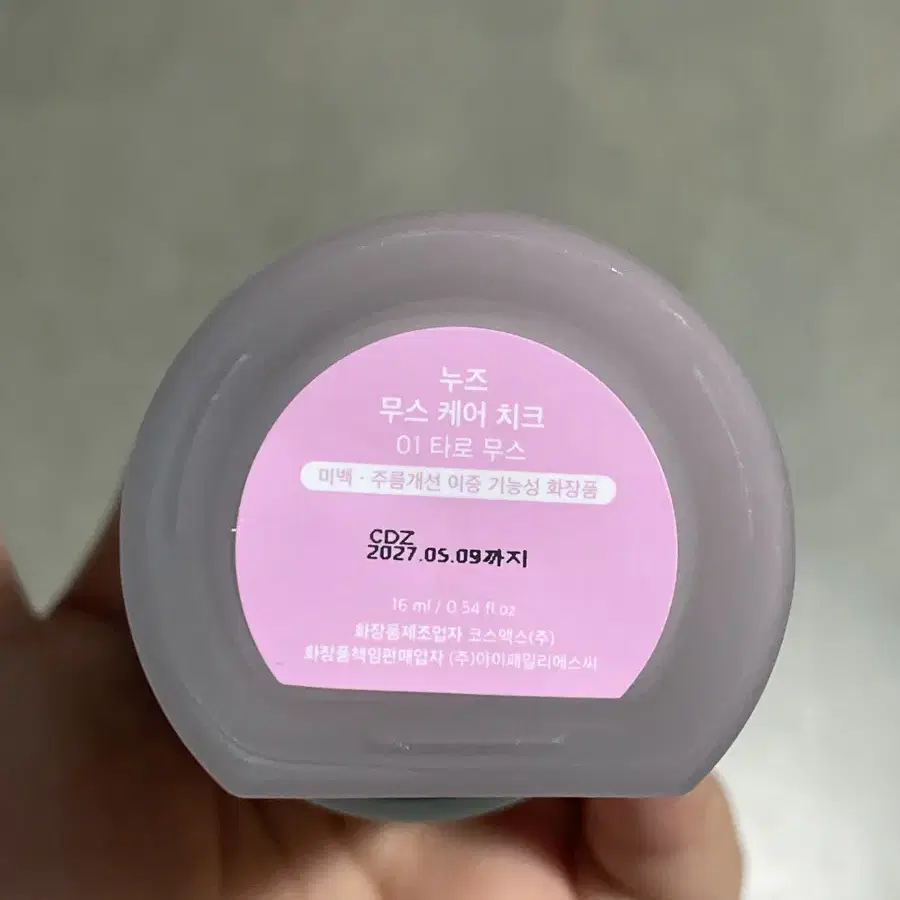 누즈
무스 케어 치크
01 타로 무스
미백 · 주름개선 이중 기능성 화장품
CDZ
2027.05.09까지
16 ml / 0.54 fl oz
화장품제조업자 코스맥스(주)
화장품책임판매업자 (주)아이패밀리에스씨